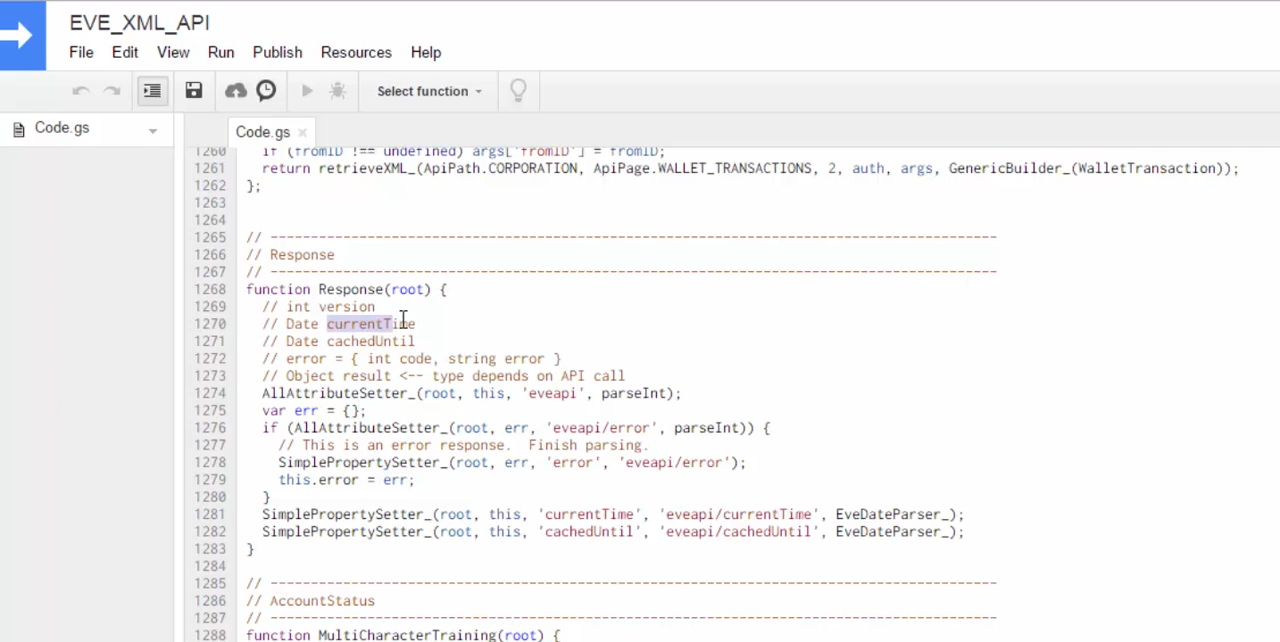 EVE_XML_API
File Edit View Run Publish Resources Help
Select function
Code.gs
Code.gs
1260 if (fromID !== undefined) args['fromID'] = fromID;
1261 return retrieveXML_(ApiPath.CORPORATION, ApiPage.WALLET_TRANSACTIONS, 2, auth, args, GenericBuilder_(WalletTransaction));
1262 };
1263
1264
1265 // ------------------------------------------------------------------------------------------
1266 // Response
1267 // ------------------------------------------------------------------------------------------
1268 function Response(root) {
1269 // int version
1270 // Date currentTime
1271 // Date cachedUntil
1272 // error = { int code, string error }
1273 // Object result <-- type depends on API call
1274 AllAttributeSetter_(root, this, 'eveapi', parseInt);
1275 var err = {};
1276 if (AllAttributeSetter_(root, err, 'eveapi/error', parseInt)) {
1277 // This is an error response.  Finish parsing.
1278 SimplePropertySetter_(root, err, 'error', 'eveapi/error');
1279 this.error = err;
1280 }
1281 SimplePropertySetter_(root, this, 'currentTime', 'eveapi/currentTime', EveDateParser_);
1282 SimplePropertySetter_(root, this, 'cachedUntil', 'eveapi/cachedUntil', EveDateParser_);
1283 }
1284
1285 // ------------------------------------------------------------------------------------------
1286 // AccountStatus
1287 // ------------------------------------------------------------------------------------------
1288 function MultiCharacterTraining(root) {